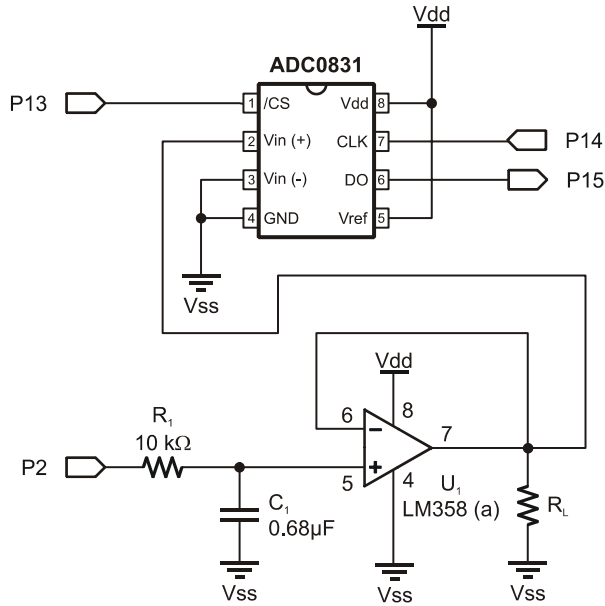 Vdd
ADC0831
P13
1 /CS Vdd 8
2 Vin (+) CLK 7
P14
3 Vin (-) DO 6
P15
4 GND Vref 5
Vss
Vdd
R1
10 kΩ
6
8
7
P2
5
4
U1
LM358 (a)
C1
0.68µF
RL
Vss
Vss
Vss